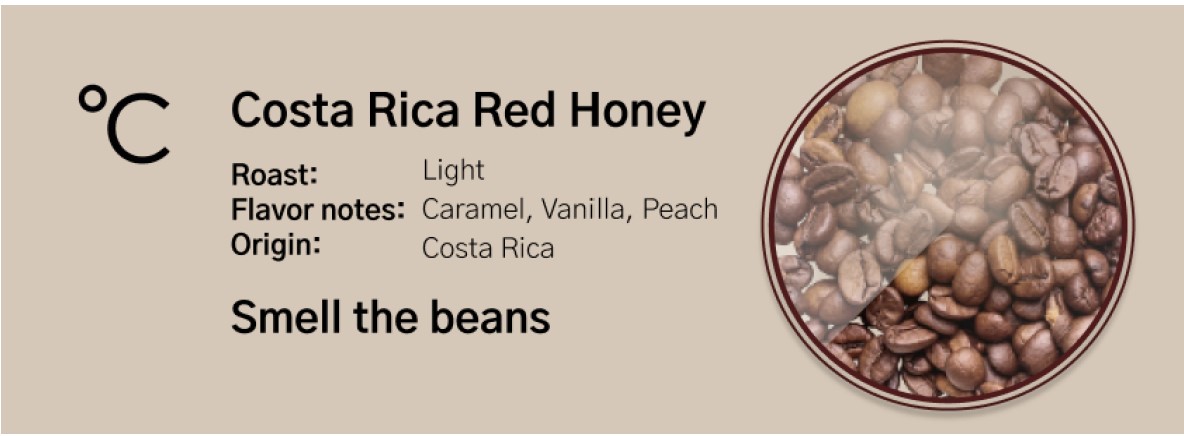 °C
Costa Rica Red Honey
Roast: Light
Flavor notes: Caramel, Vanilla, Peach
Origin: Costa Rica
Smell the beans